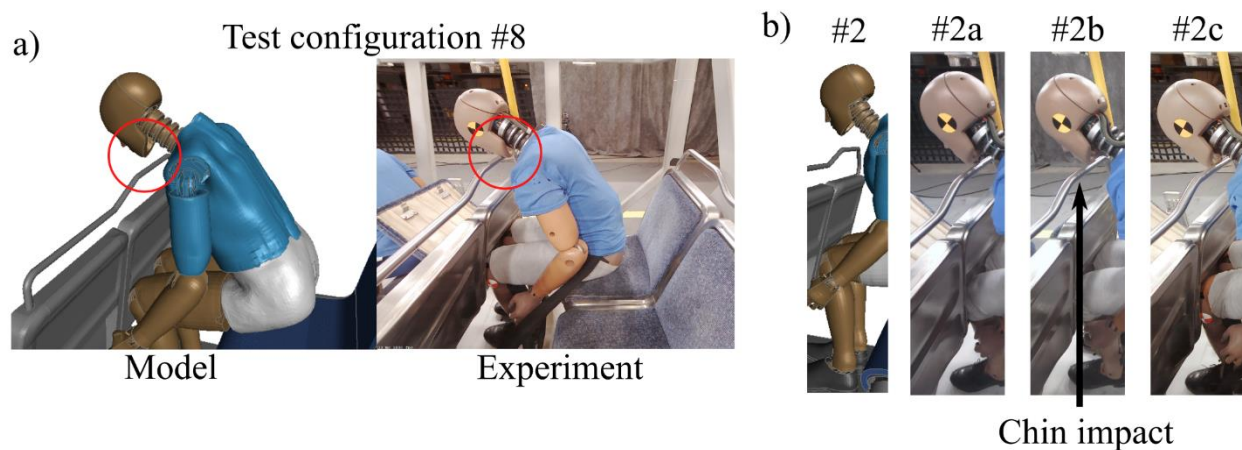 a)
Test configuration #8
Model
Experiment
b)
#2
#2a
#2b
#2c
Chin impact